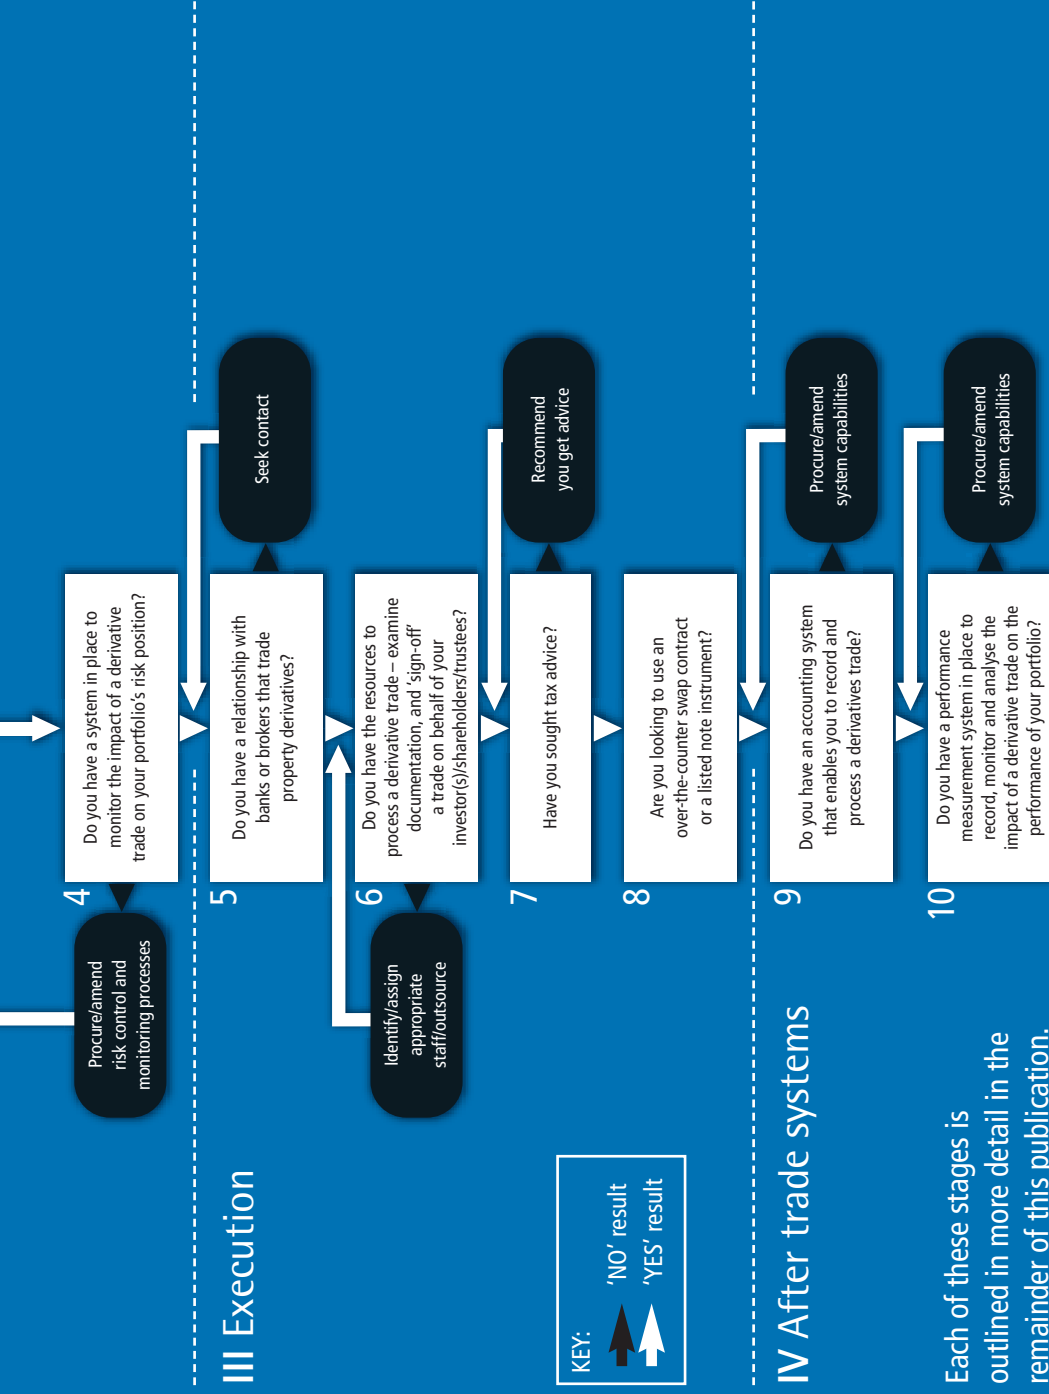 4
Do you have a system in place to
monitor the impact of a derivative
trade on your portfolio's risk position?
Procure/amend
risk control and
monitoring processes
III Execution
5
Do you have a relationship with
banks or brokers that trade
property derivatives?
Seek contact
6
Do you have the resources to
process a derivative trade – examine
documentation, and 'sign-off'
a trade on behalf of your
investor(s)/shareholders/trustees?
Identify/assign
appropriate
staff/outsource
7
Have you sought tax advice?
Recommend
you get advice
8
Are you looking to use an
over-the-counter swap contract
or a listed note instrument?
KEY:
'NO' result
'YES' result
IV After trade systems
9
Do you have an accounting system
that enables you to record and
process a derivatives trade?
Procure/amend
system capabilities
10
Do you have a performance
measurement system in place to
record, monitor and analyse the
impact of a derivative trade on the
performance of your portfolio?
Procure/amend
system capabilities
Each of these stages is
outlined in more detail in the
remainder of this publication.